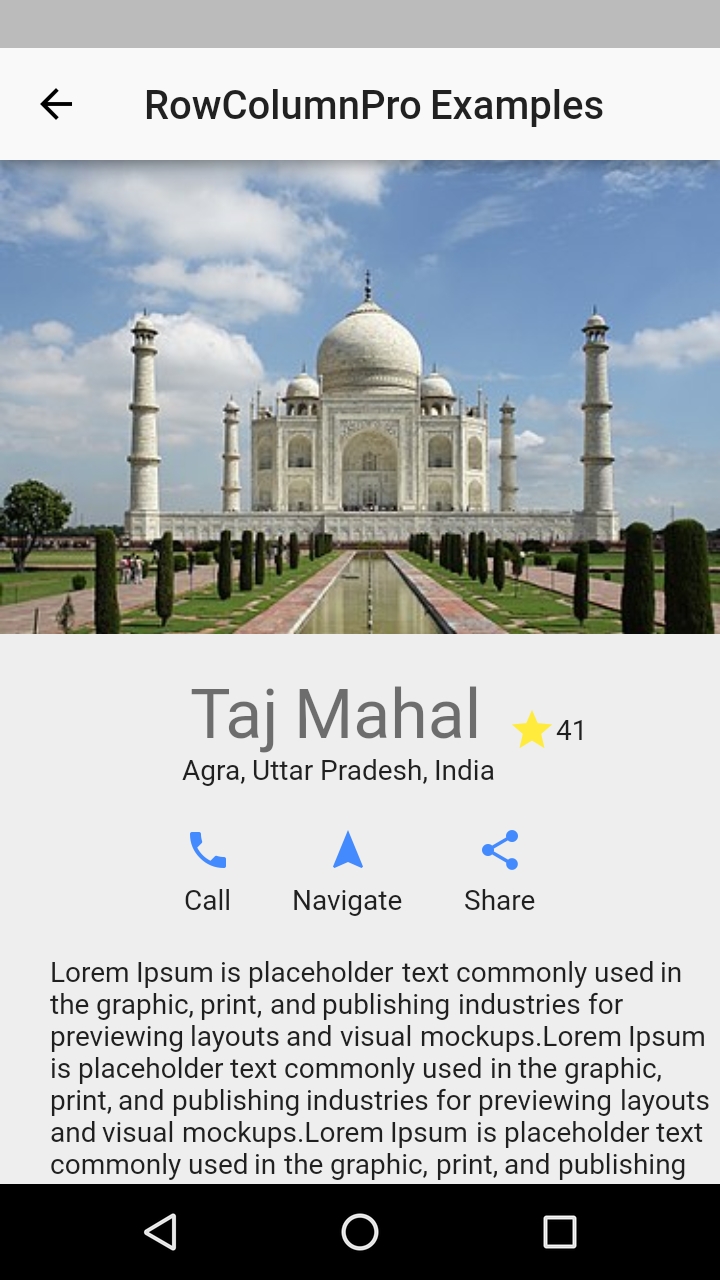 RowColumnPro Examples
Taj Mahal
41
Agra, Uttar Pradesh, India
Call
Navigate
Share
Lorem Ipsum is placeholder text commonly used in
the graphic, print, and publishing industries for
previewing layouts and visual mockups.Lorem Ipsum
is placeholder text commonly used in the graphic,
print, and publishing industries for previewing layouts
and visual mockups.Lorem Ipsum is placeholder text
commonly used in the graphic, print, and publishing